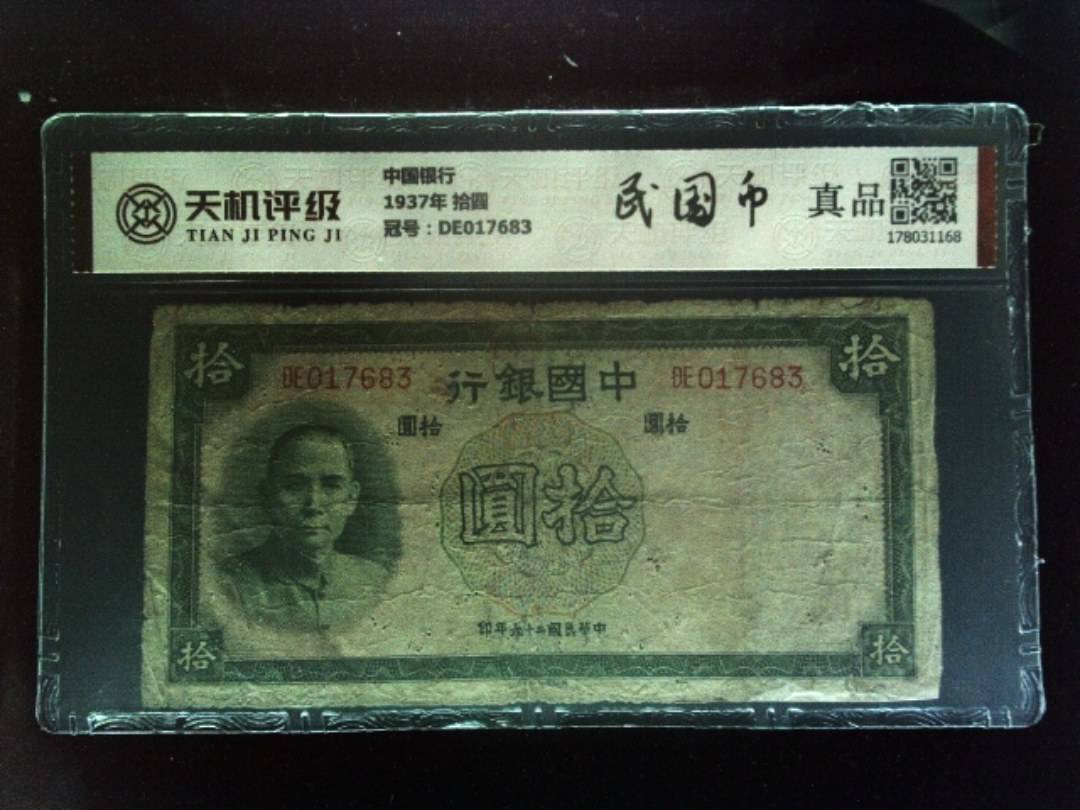 天机评级
TIAN JI PING JI
中国银行
1937年 拾圆
冠号：DE017683
民国币
真品
178031168
拾
拾
DE017683
行銀國中
DE017683
圓拾
圓拾
圓拾
印年六十二國民華中
拾
拾